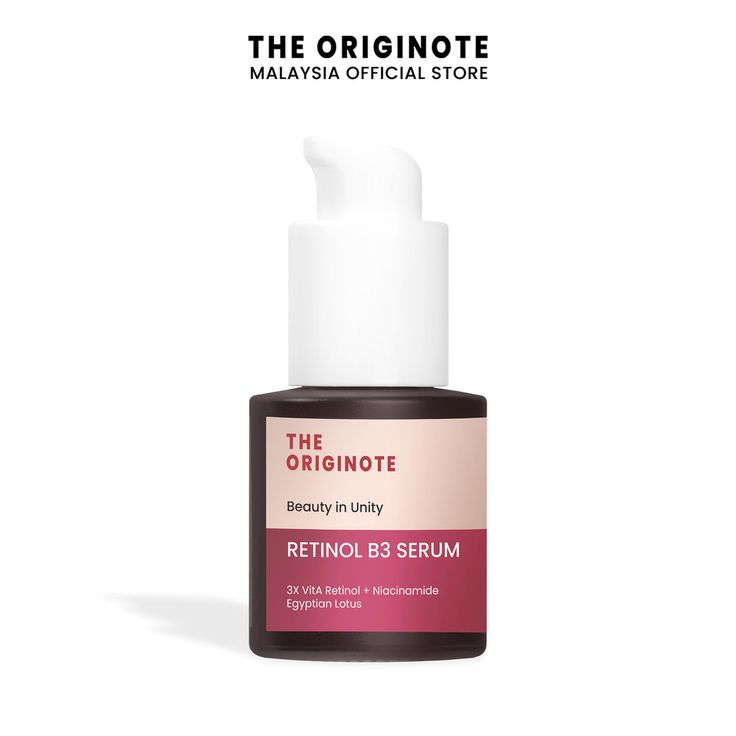 THE ORIGINOTE
MALAYSIA OFFICIAL STORE
THE
ORIGINOTE
Beauty in Unity
RETINOL B3 SERUM
3X VitA Retinol + Niacinamide
Egyptian Lotus